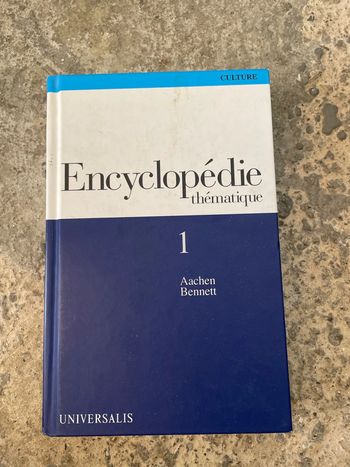 CULTURE
Encyclopédie
thématique
1
Aachen
Bennett
UNIVERSALIS